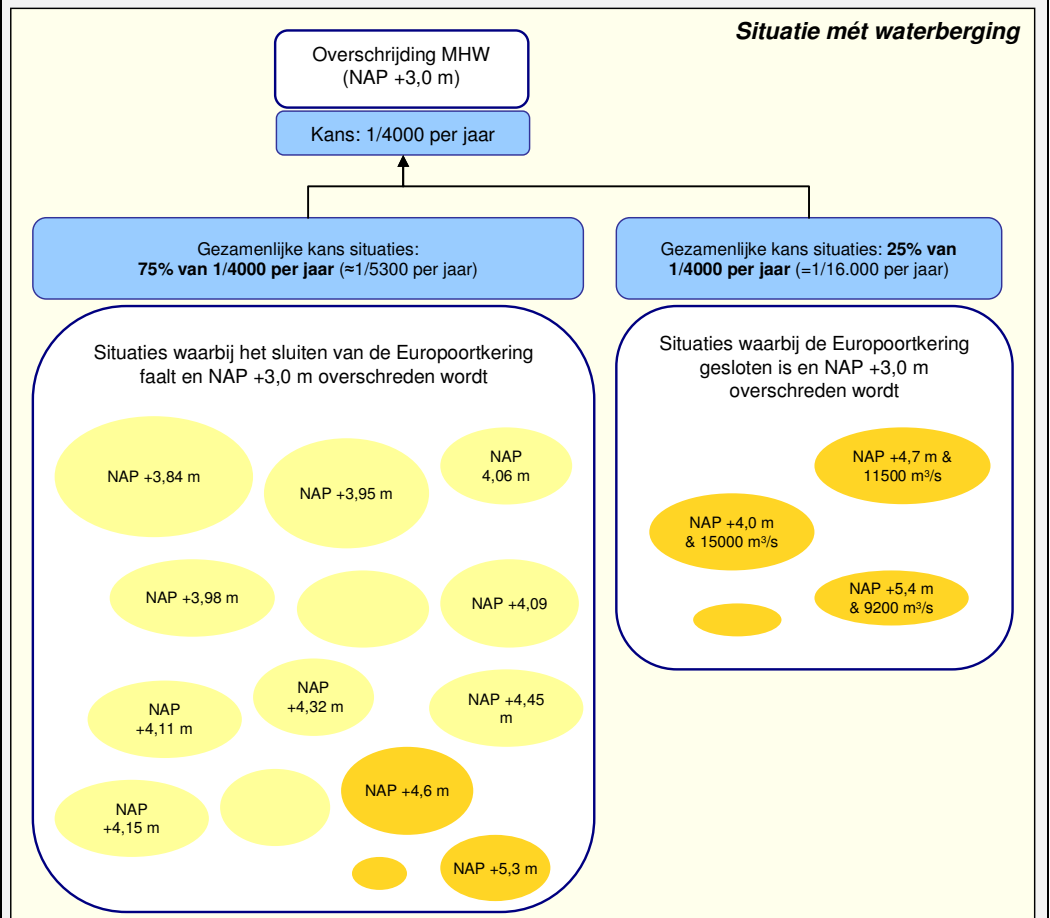 Situatie mét waterberging
Overschrijding MHW
(NAP +3,0 m)
Kans: 1/4000 per jaar
Gezamenlijke kans situaties:
75% van 1/4000 per jaar (≈1/5300 per jaar)
Gezamenlijke kans situaties: 25% van
1/4000 per jaar (=1/16.000 per jaar)
Situaties waarbij het sluiten van de Europoortkering
faalt en NAP +3,0 m overschreden wordt
NAP +3,84 m
NAP +3,95 m
NAP
4,06 m
NAP +3,98 m
NAP +4,09
NAP
+4,11 m
NAP
+4,32 m
NAP +4,45
m
NAP
+4,15 m
NAP +4,6 m
NAP +5,3 m
Situaties waarbij de Europoortkering
gesloten is en NAP +3,0 m
overschreden wordt
NAP +4,7 m &
11500 m³/s
NAP +4,0 m
& 15000 m³/s
NAP +5,4 m
& 9200 m³/s